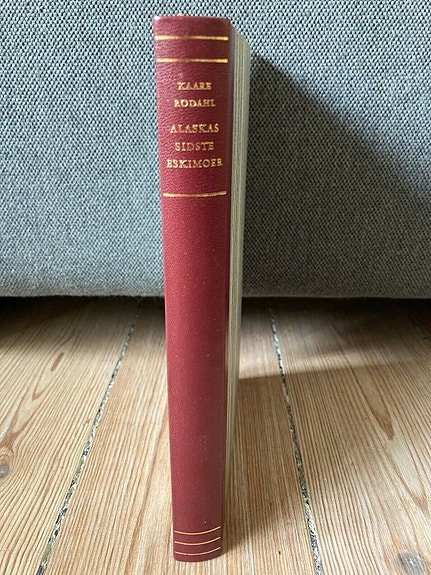 KAARE
RODAHL
ALASKAS
SIDSTE
ESKIMOER